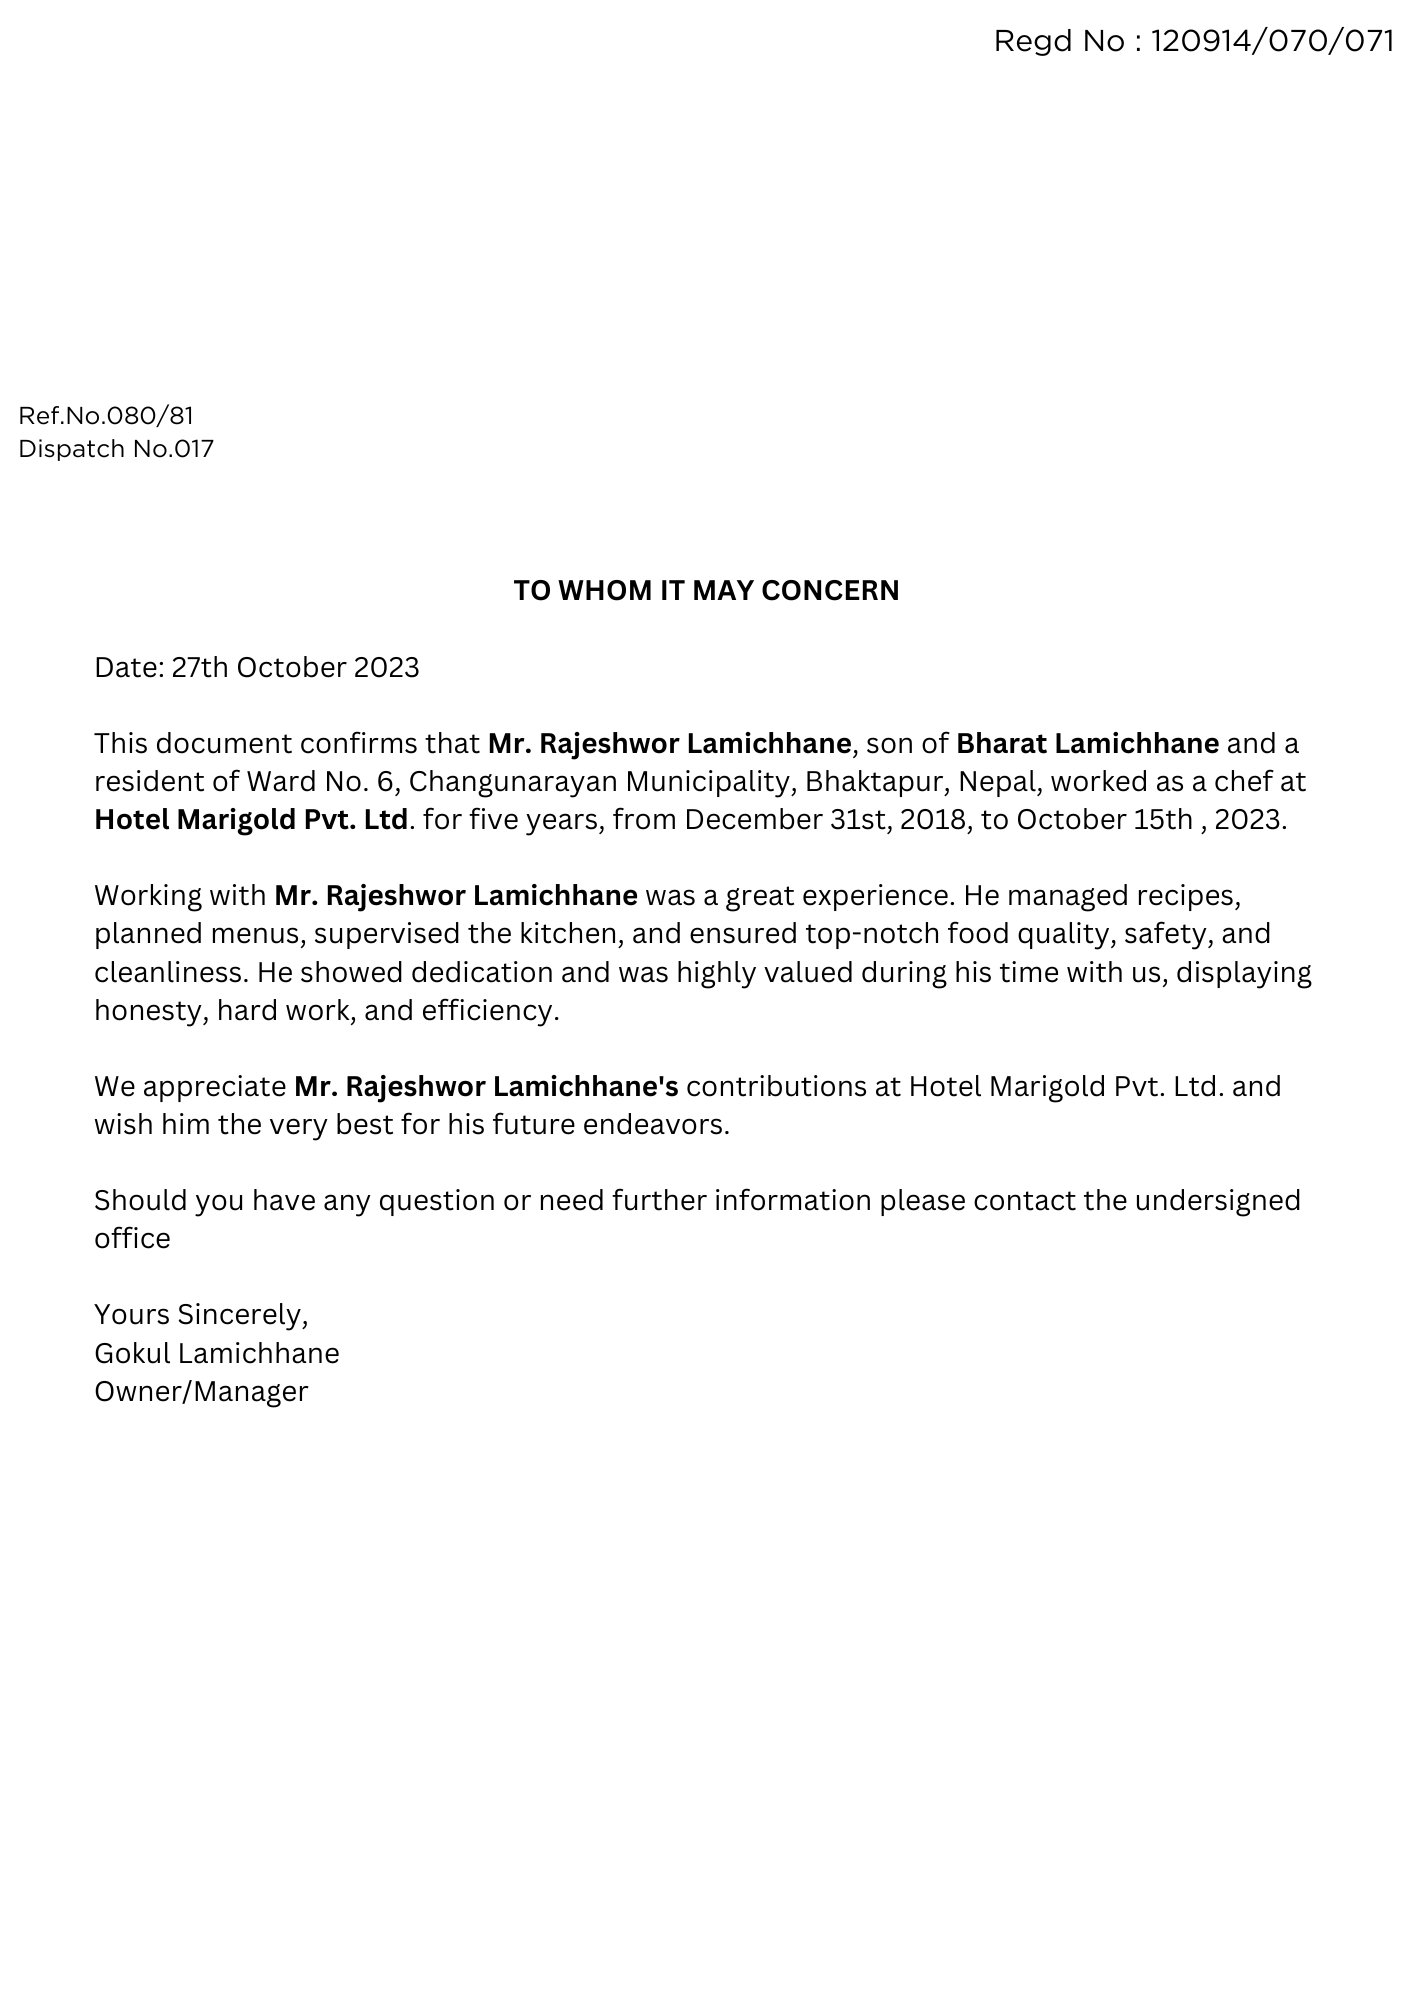 Regd No : 120914/070/071
Ref.No.080/81
Dispatch No.017
TO WHOM IT MAY CONCERN
Date: 27th October 2023
This document confirms that Mr. Rajeshwor Lamichhane, son of Bharat Lamichhane and a
resident of Ward No. 6, Changunarayan Municipality, Bhaktapur, Nepal, worked as a chef at
Hotel Marigold Pvt. Ltd. for five years, from December 31st, 2018, to October 15th , 2023.
Working with Mr. Rajeshwor Lamichhane was a great experience. He managed recipes,
planned menus, supervised the kitchen, and ensured top-notch food quality, safety, and
cleanliness. He showed dedication and was highly valued during his time with us, displaying
honesty, hard work, and efficiency.
We appreciate Mr. Rajeshwor Lamichhane's contributions at Hotel Marigold Pvt. Ltd. and
wish him the very best for his future endeavors.
Should you have any question or need further information please contact the undersigned
office
Yours Sincerely,
Gokul Lamichhane
Owner/Manager